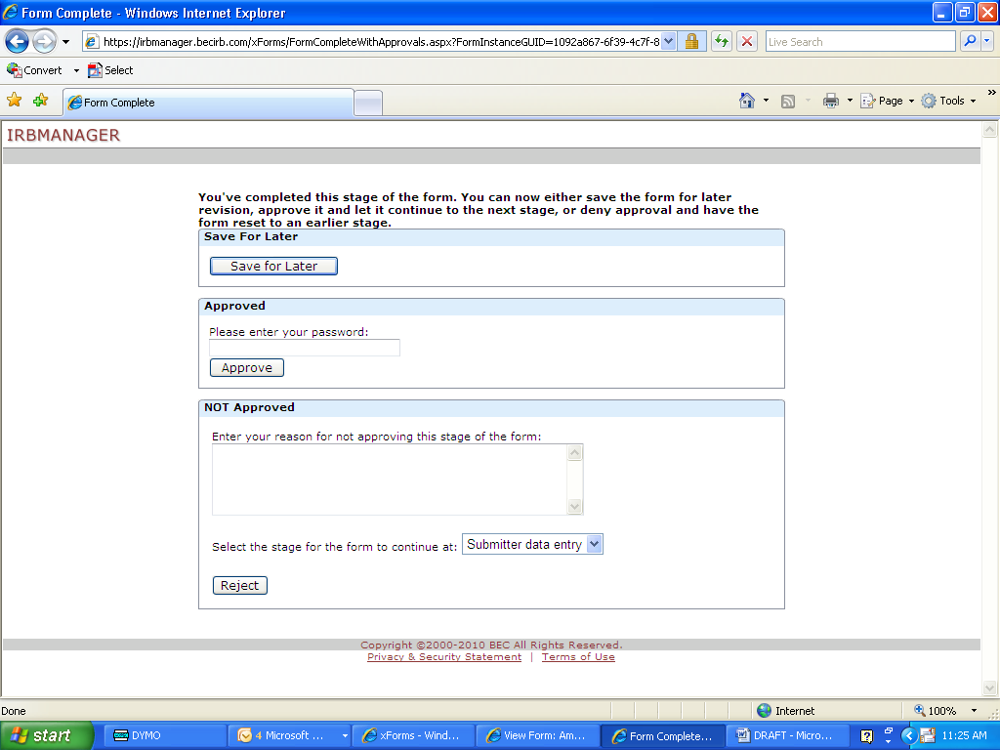 Form Complete - Windows Internet Explorer
https://irbmanager.becirb.com/xForms/FormCompleteWithApprovals.aspx?FormInstanceGUID=1092a867-6f39-4c7f-8
Live Search
Convert Select
Form Complete
Page Tools »
IRBMANAGER
You've completed this stage of the form. You can now either save the form for later
revision, approve it and let it continue to the next stage, or deny approval and have the
form reset to an earlier stage.
Save For Later
Save for Later
Approved
Please enter your password:
Approve
NOT Approved
Enter your reason for not approving this stage of the form:
Select the stage for the form to continue at: Submitter data entry
Reject
Copyright ©2000-2010 BEC All Rights Reserved.
Privacy & Security Statement | Terms of Use
Done Internet 100%
start DYMO 4 Microsoft ... xForms - Wind... View Form: Am... Form Complete... DRAFT - Micro... 11:25 AM